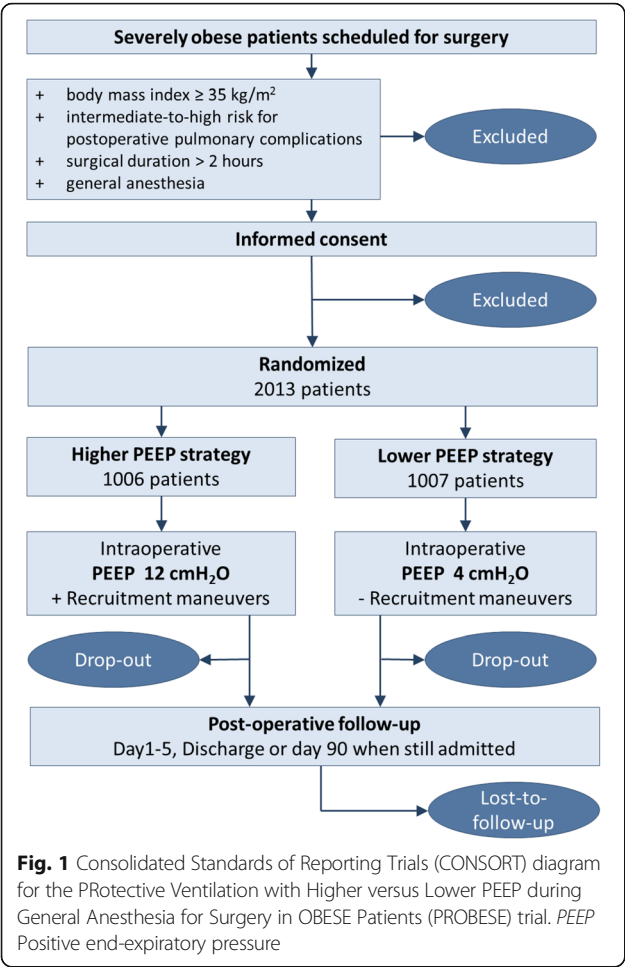 Severely obese patients scheduled for surgery
+ body mass index ≥ 35 kg/m²
+ intermediate-to-high risk for
postoperative pulmonary complications
+ surgical duration > 2 hours
+ general anesthesia
Excluded
Informed consent
Excluded
Randomized
2013 patients
Higher PEEP strategy
1006 patients
Lower PEEP strategy
1007 patients
Intraoperative
PEEP 12 cmH₂O
+ Recruitment maneuvers
Intraoperative
PEEP 4 cmH₂O
- Recruitment maneuvers
Drop-out
Drop-out
Post-operative follow-up
Day1-5, Discharge or day 90 when still admitted
Lost-to-
follow-up
Fig. 1 Consolidated Standards of Reporting Trials (CONSORT) diagram
for the PRotective Ventilation with Higher versus Lower PEEP during
General Anesthesia for Surgery in OBESE Patients (PROBESE) trial. PEEP
Positive end-expiratory pressure